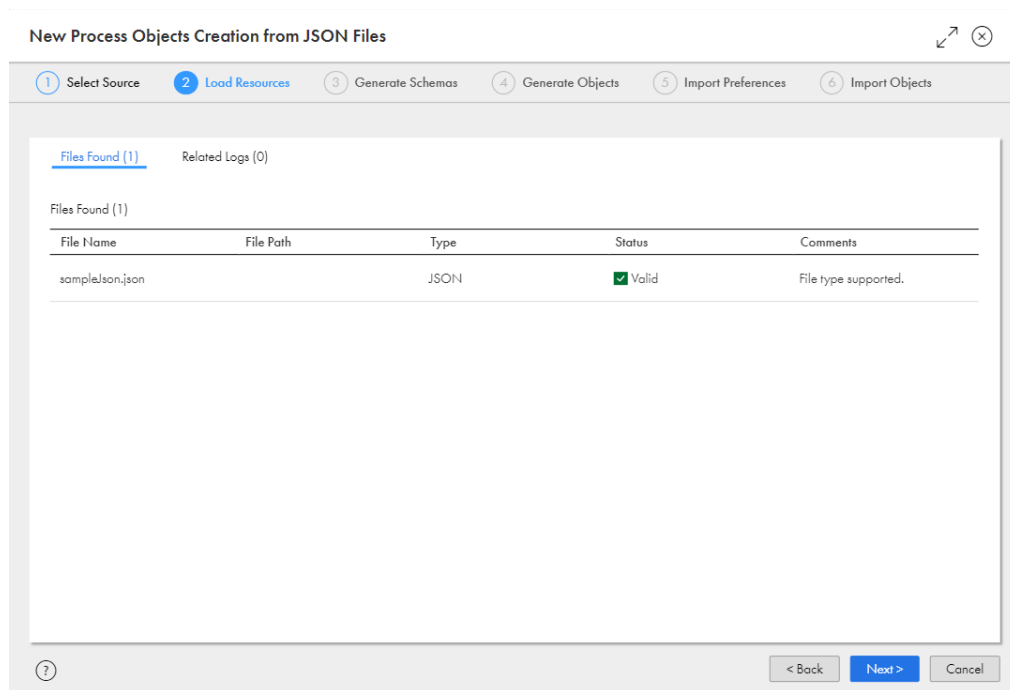 New Process Objects Creation from JSON Files
1 Select Source 2 Load Resources 3 Generate Schemas 4 Generate Objects 5 Import Preferences 6 Import Objects
Files Found (1) Related Logs (0)
Files Found (1)
File Name File Path Type Status Comments
sampleJson.json JSON Valid File type supported.
? < Back Next > Cancel